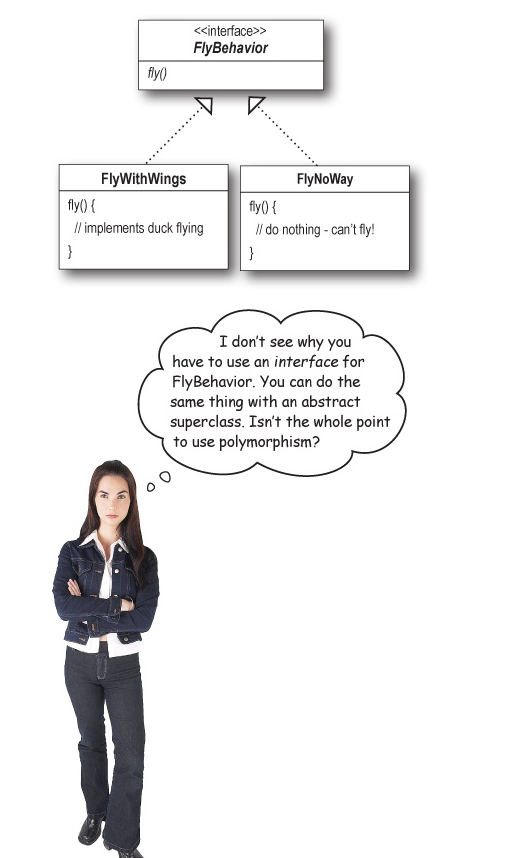 <<interface>>
FlyBehavior
fly()
FlyWithWings
fly() {
// implements duck flying
}
FlyNoWay
fly() {
// do nothing - can't fly!
}
I don't see why you
have to use an interface for
FlyBehavior. You can do the
same thing with an abstract
superclass. Isn't the whole point
to use polymorphism?